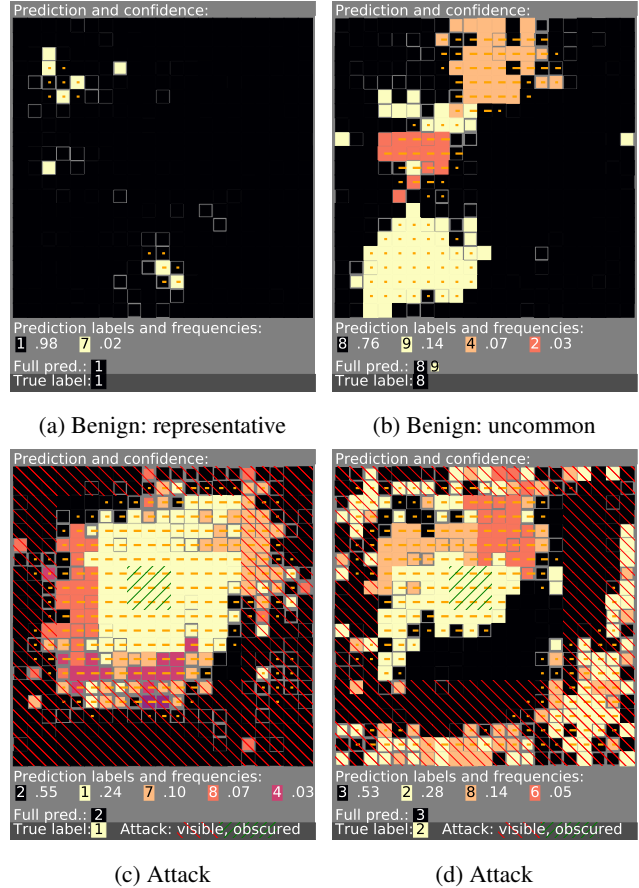 Prediction and confidence:
Prediction labels and frequencies:
1 .98 7 .02
Full pred.: 1
True label: 1
(a) Benign: representative
Prediction and confidence:
Prediction labels and frequencies:
8 .76 9 .14 4 .07 2 .03
Full pred.: 8 9
True label: 8
(b) Benign: uncommon
Prediction and confidence:
Prediction labels and frequencies:
2 .55 1 .24 7 .10 8 .07 4 .03
Full pred.: 2
True label: 1 Attack: visible, obscured
(c) Attack
Prediction and confidence:
Prediction labels and frequencies:
3 .53 2 .28 8 .14 6 .05
Full pred.: 3
True label: 2 Attack: visible, obscured
(d) Attack